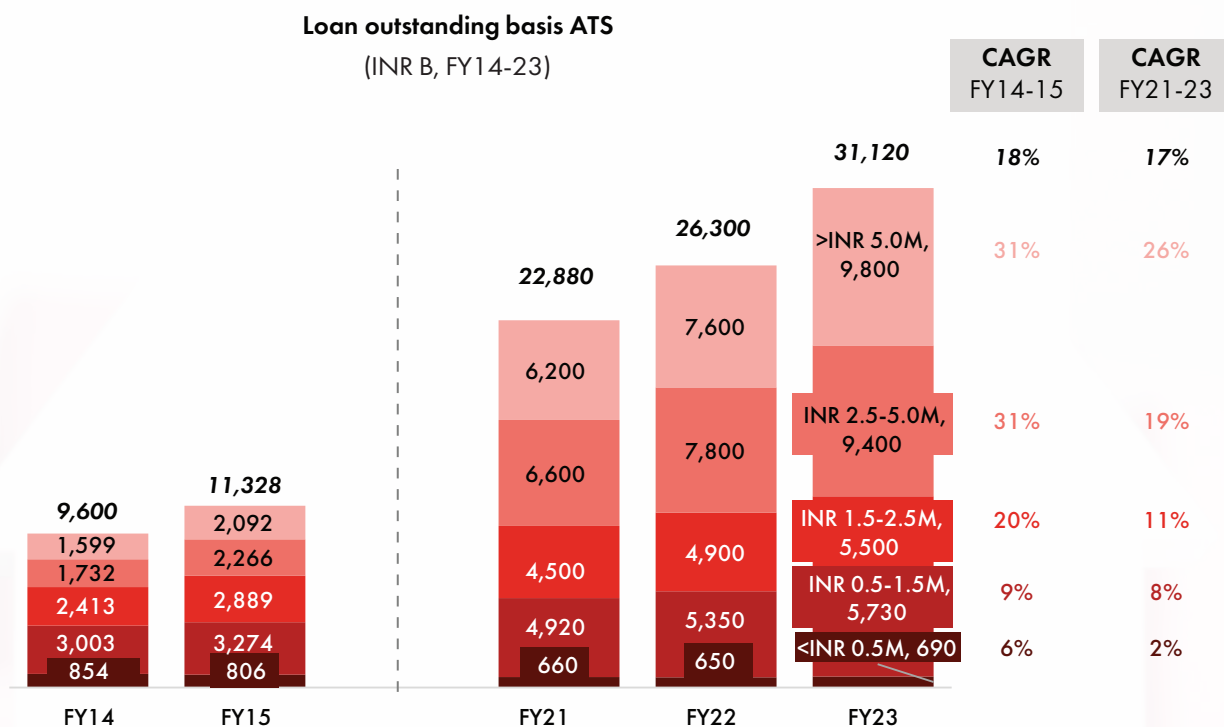 Loan outstanding basis ATS
(INR B, FY14-23)
CAGR
FY14-15
CAGR
FY21-23
9,600
1,599
1,732
2,413
3,003
854
FY14
11,328
2,092
2,266
2,889
3,274
806
FY15
22,880
6,200
6,600
4,500
4,920
660
FY21
26,300
7,600
7,800
4,900
5,350
650
FY22
31,120
>INR 5.0M,
9,800
INR 2.5-5.0M,
9,400
INR 1.5-2.5M,
5,500
INR 0.5-1.5M,
5,730
<INR 0.5M, 690
FY23
18%
31%
31%
20%
9%
6%
17%
26%
19%
11%
8%
2%